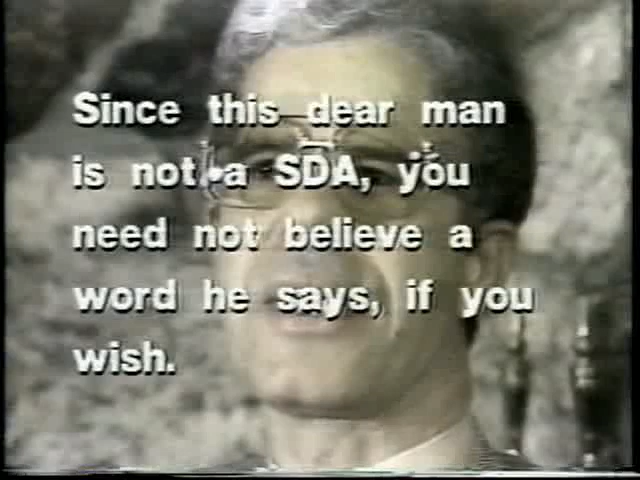 Since this dear man
is not a SDA, you
need not believe a
word he says, if you
wish.